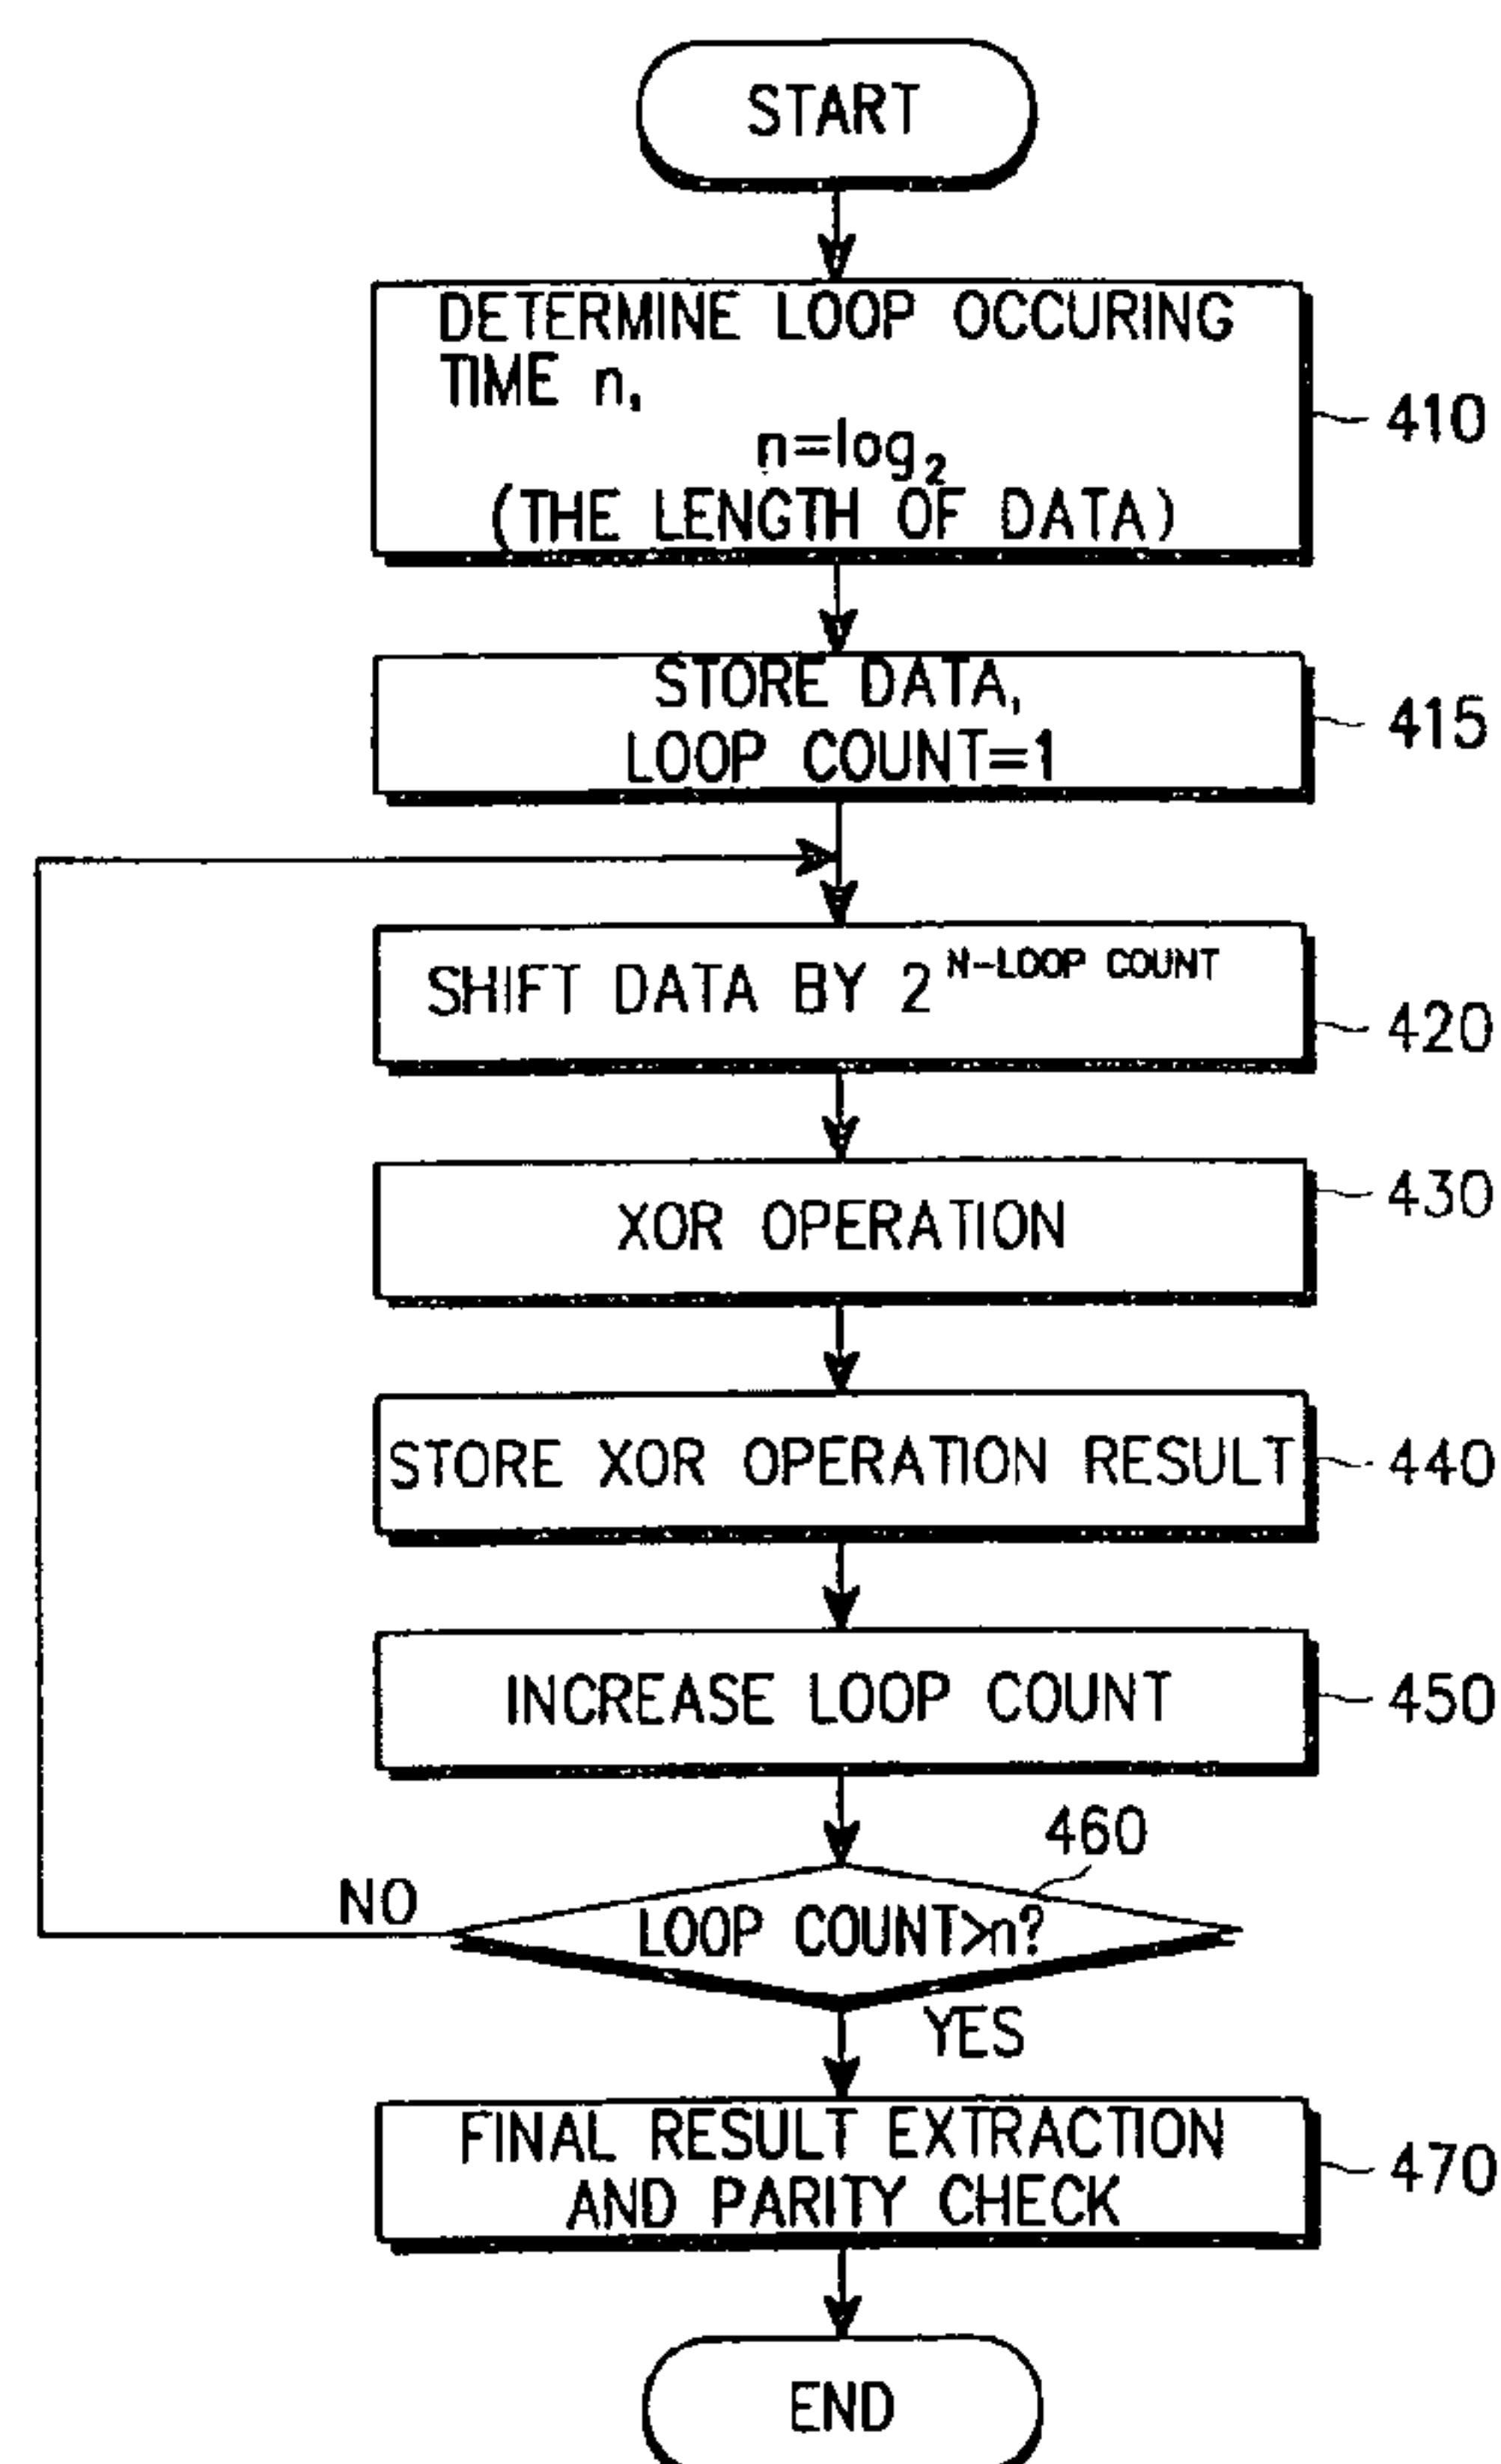 START
DETERMINE LOOP OCCURING
TIME n,
n=log2
(THE LENGTH OF DATA)
410
STORE DATA,
LOOP COUNT=1
415
SHIFT DATA BY 2 N-LOOP COUNT
420
XOR OPERATION
430
STORE XOR OPERATION RESULT
440
INCREASE LOOP COUNT
450
460
NO
LOOP COUNT>n?
YES
FINAL RESULT EXTRACTION
AND PARITY CHECK
470
END